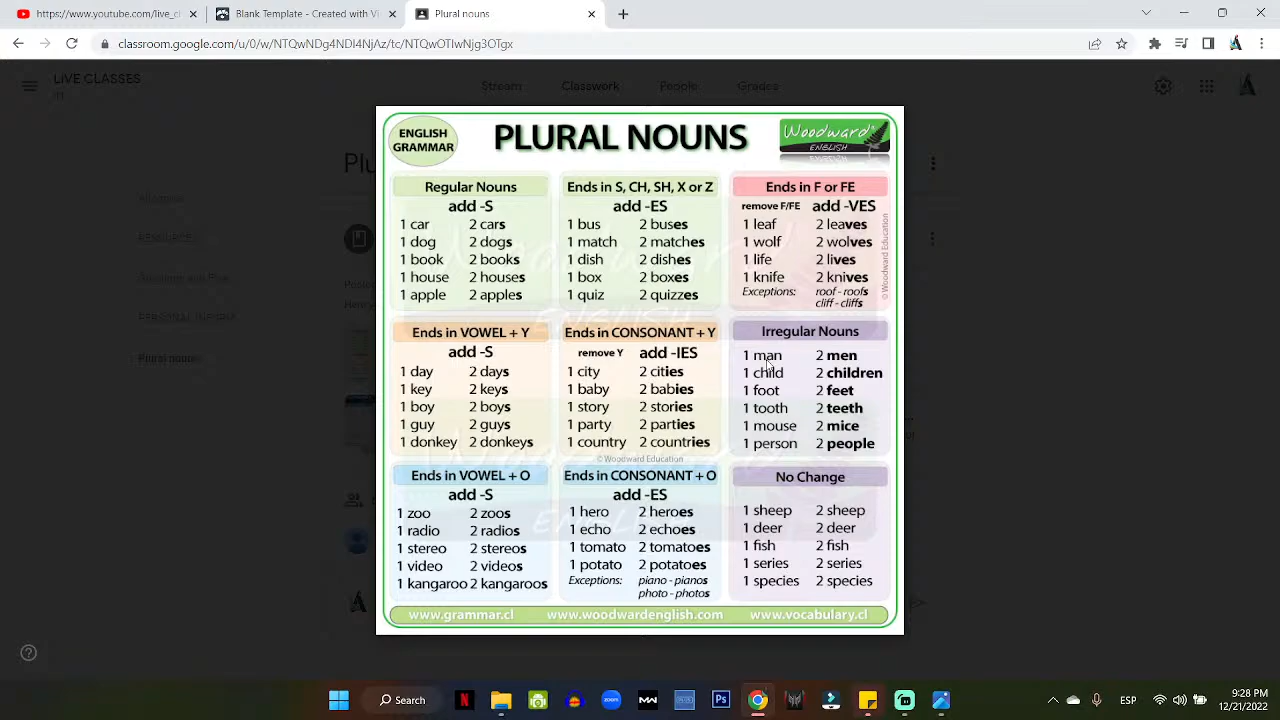 https://www.youtube.com/live_c
Blank Template - Created with Vi
Plural nouns
classroom.google.com/u/0/w/NTQwNDg4NDI4NjAz/tc/NTQwOTMwNjg3OTgx
LiVE CLASSES
Stream Classwork People Grades
Plural nouns
ENGLISH
GRAMMAR
PLURAL NOUNS
Woodward®
ENGLISH
Regular Nouns
add -S
1 car 2 cars
1 dog 2 dogs
1 book 2 books
1 house 2 houses
1 apple 2 apples
Ends in S, CH, SH, X or Z
add -ES
1 bus 2 buses
1 match 2 matches
1 dish 2 dishes
1 box 2 boxes
1 quiz 2 quizzes
Ends in F or FE
remove F/FE add -VES
1 leaf 2 leaves
1 wolf 2 wolves
1 life 2 lives
1 knife 2 knives
Exceptions: roof - roofs
cliff - cliffs
© Woodward Education
Ends in VOWEL + Y
add -S
1 day 2 days
1 key 2 keys
1 boy 2 boys
1 guy 2 guys
1 donkey 2 donkeys
Ends in CONSONANT + Y
remove Y add -IES
1 city 2 cities
1 baby 2 babies
1 story 2 stories
1 party 2 parties
1 country 2 countries
© Woodward Education
Irregular Nouns
1 man 2 men
1 child 2 children
1 foot 2 feet
1 tooth 2 teeth
1 mouse 2 mice
1 person 2 people
Ends in VOWEL + O
add -S
1 zoo 2 zoos
1 radio 2 radios
1 stereo 2 stereos
1 video 2 videos
1 kangaroo 2 kangaroos
Ends in CONSONANT + O
add -ES
1 hero 2 heroes
1 echo 2 echoes
1 tomato 2 tomatoes
1 potato 2 potatoes
Exceptions: piano - pianos
photo - photos
No Change
1 sheep 2 sheep
1 deer 2 deer
1 fish 2 fish
1 series 2 series
1 species 2 species
www.grammar.cl www.woodwardenglish.com www.vocabulary.cl
Search
zoom
ESP
9:28 PM
12/21/2022